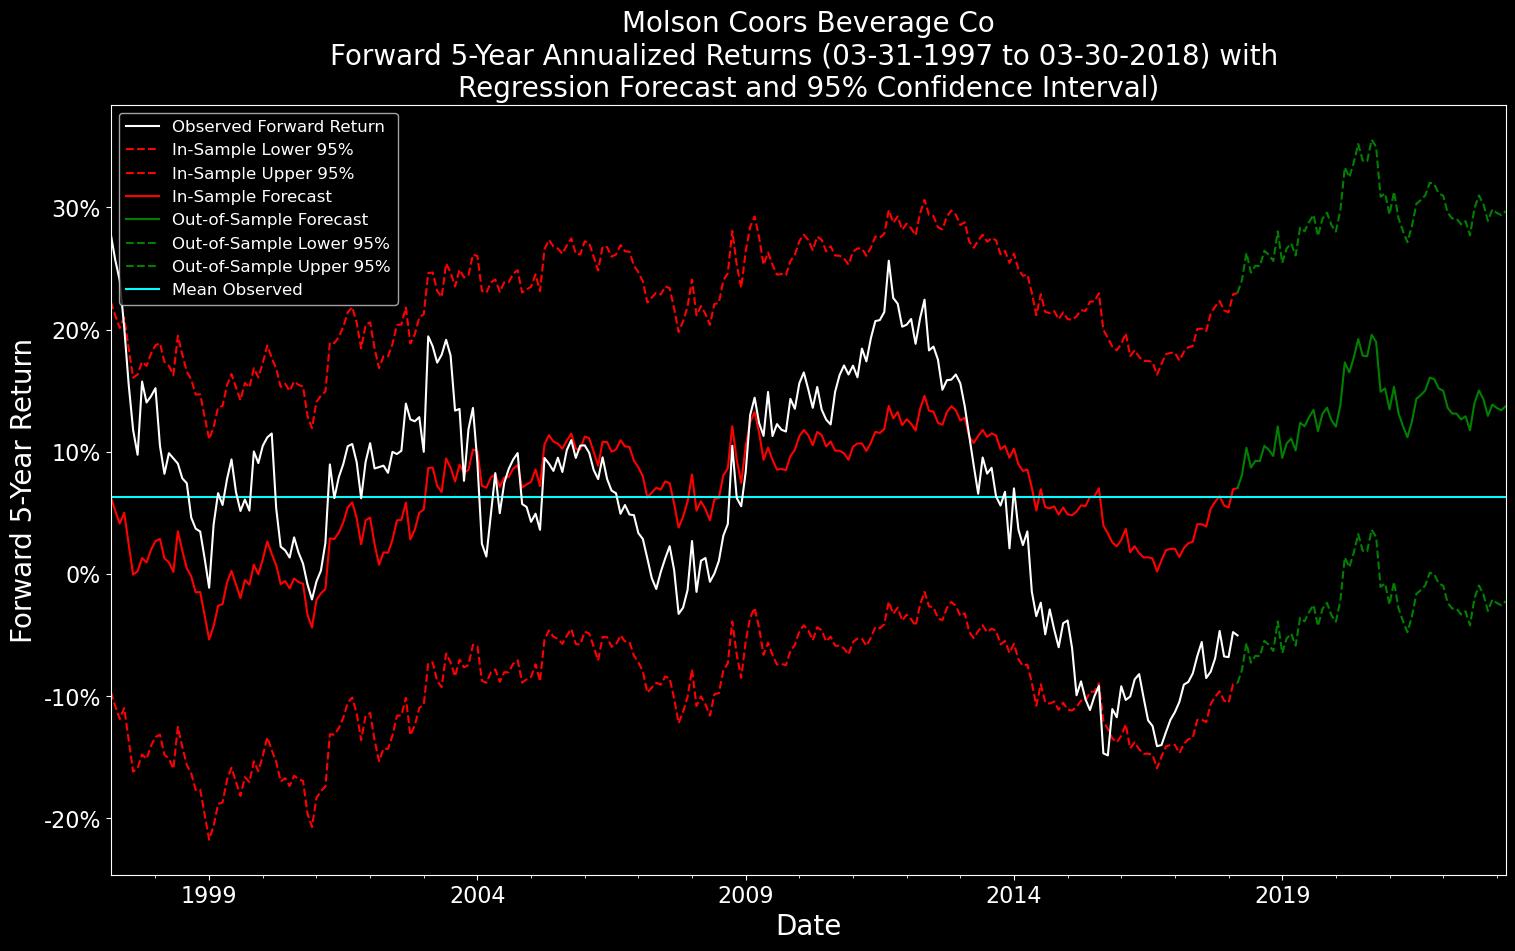 Molson Coors Beverage Co
Forward 5-Year Annualized Returns (03-31-1997 to 03-30-2018) with
Regression Forecast and 95% Confidence Interval)
Observed Forward Return
In-Sample Lower 95%
In-Sample Upper 95%
In-Sample Forecast
Out-of-Sample Forecast
Out-of-Sample Lower 95%
Out-of-Sample Upper 95%
Mean Observed
Forward 5-Year Return
30%
20%
10%
0%
-10%
-20%
1999 2004 2009 2014 2019
Date